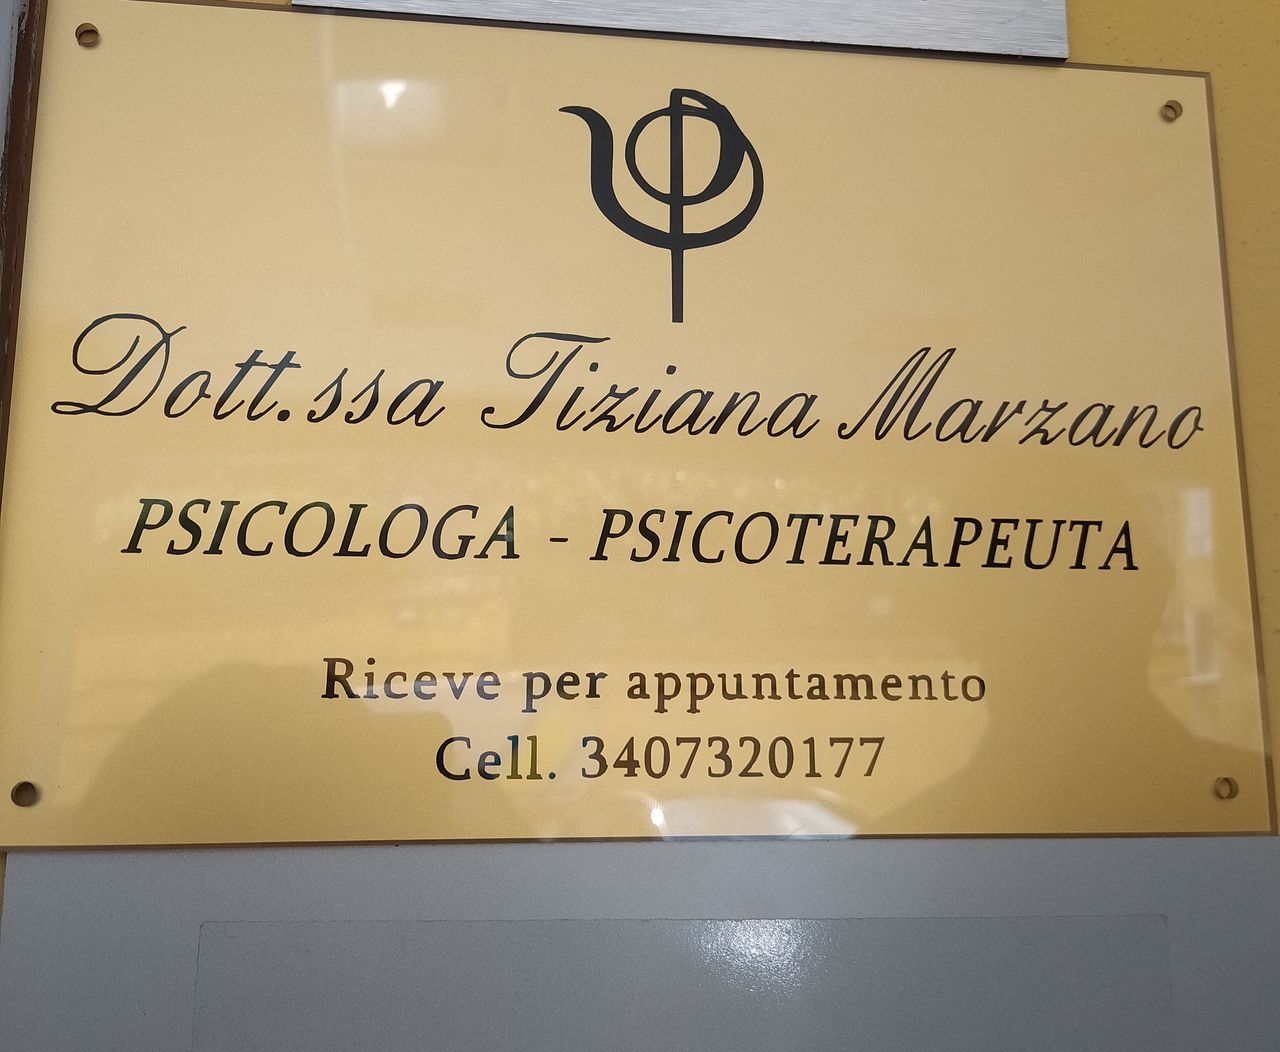 Dott.ssa Tiziana Marzano
PSICOLOGA - PSICOTERAPEUTA
Riceve per appuntamento
Cell. 3407320177